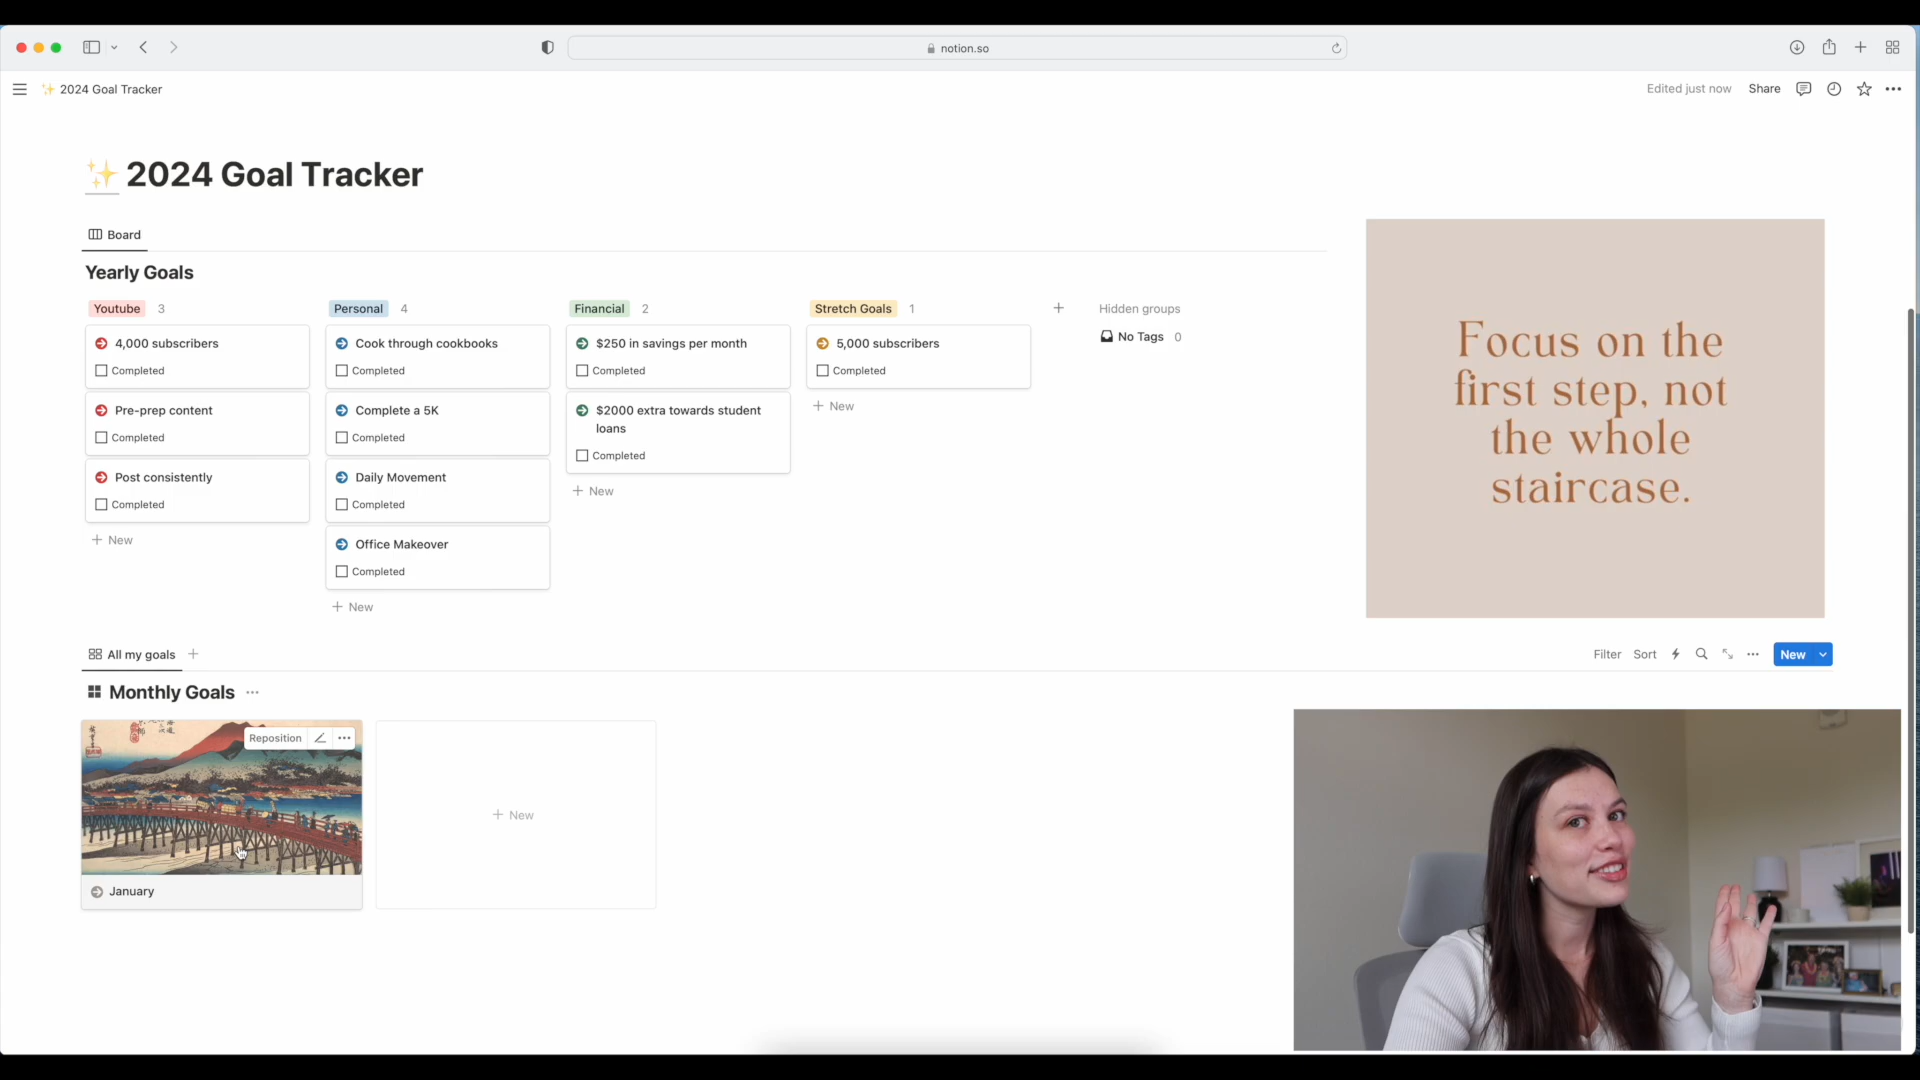 notion.so
2024 Goal Tracker
Edited just now
Share
2024 Goal Tracker
Board
Yearly Goals
Youtube 3
4,000 subscribers
Completed
Pre-prep content
Completed
Post consistently
Completed
New
Personal 4
Cook through cookbooks
Completed
Complete a 5K
Completed
Daily Movement
Completed
Office Makeover
Completed
New
Financial 2
$250 in savings per month
Completed
$2000 extra towards student
loans
Completed
New
Stretch Goals 1
5,000 subscribers
Completed
New
Hidden groups
No Tags 0
Focus on the
first step, not
the whole
staircase.
All my goals
Filter Sort
New
Monthly Goals
Reposition
January
New